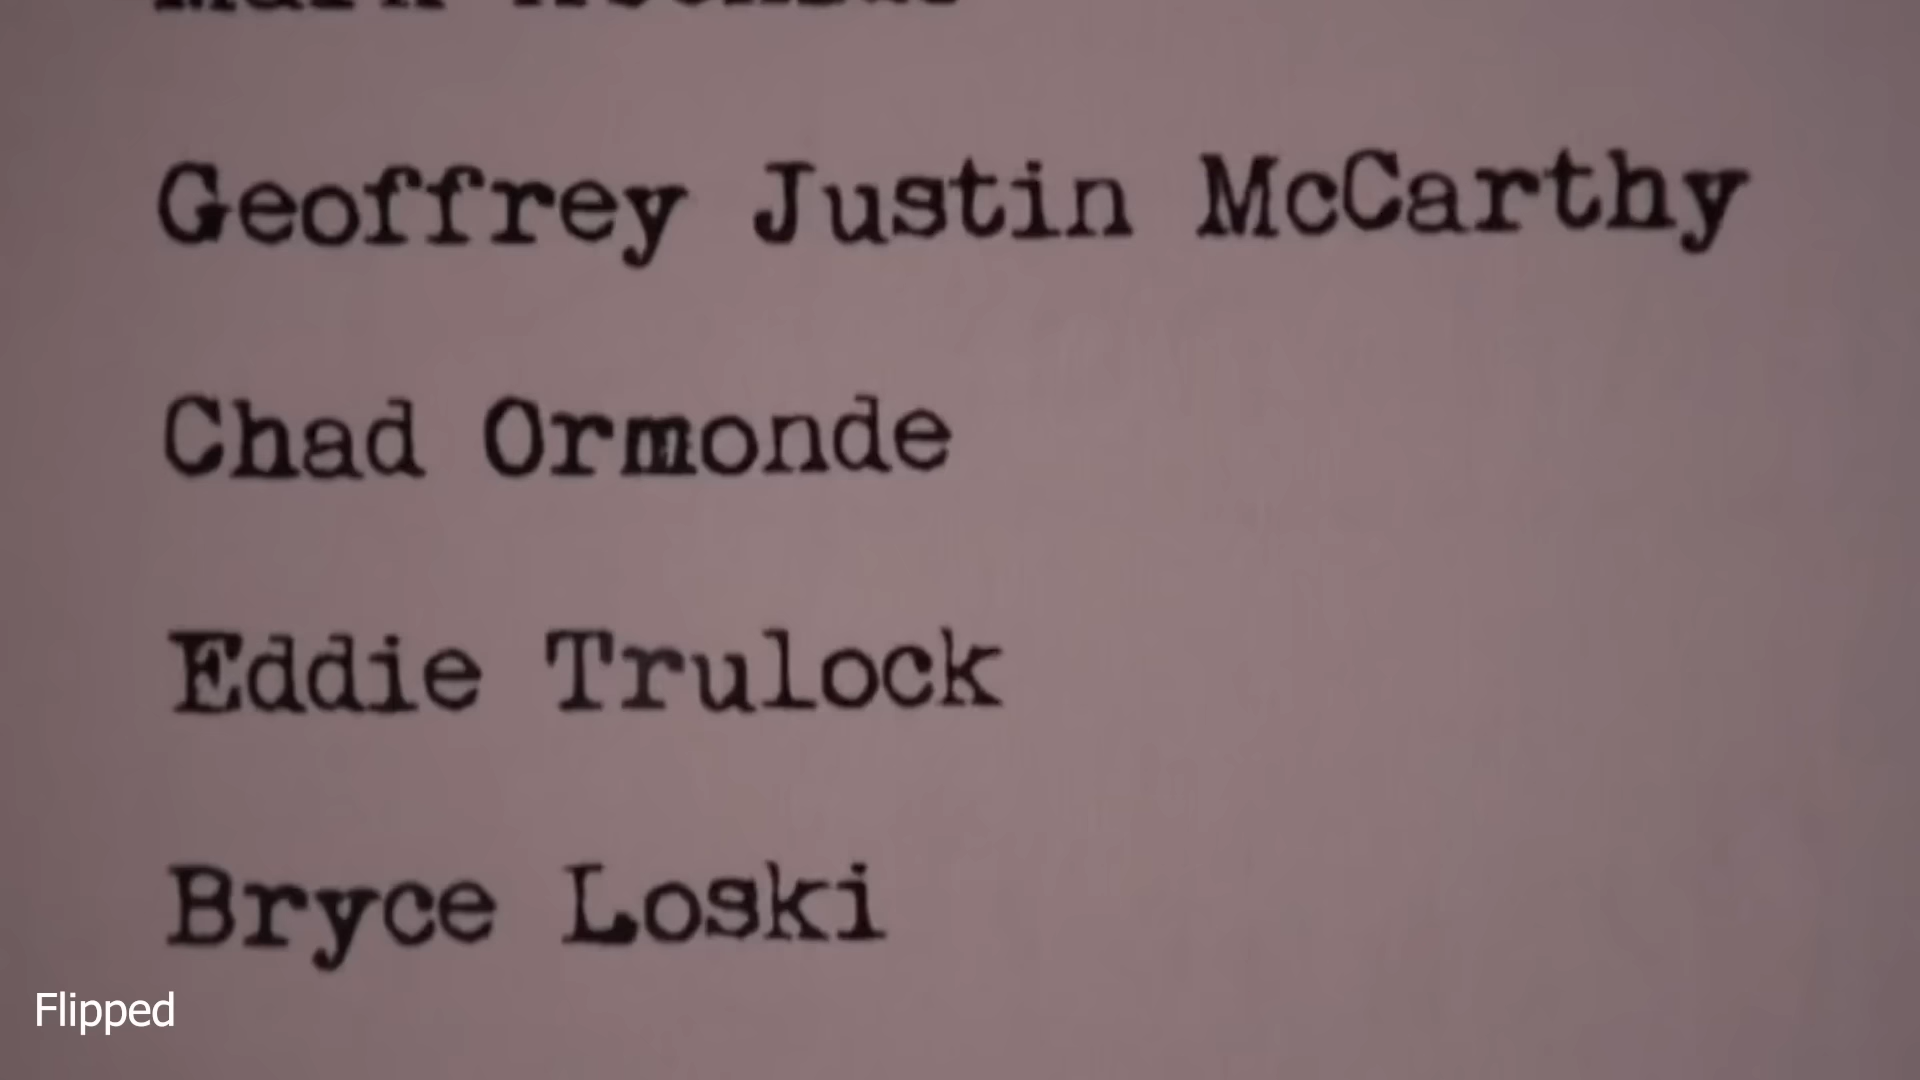 Geoffrey Justin McCarthy
Chad Ormonde
Eddie Trulock
Bryce Loski
Flipped